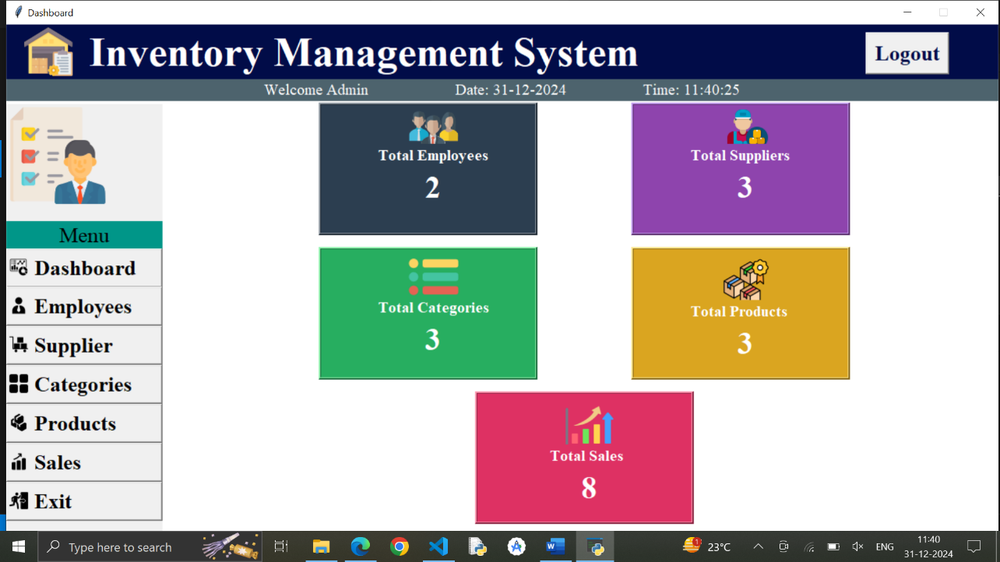 Dashboard
Inventory Management System
Logout
Welcome Admin Date: 31-12-2024 Time: 11:40:25
Total Employees
2
Total Suppliers
3
Menu
Dashboard
Employees
Supplier
Categories
Products
Sales
Exit
Total Categories
3
Total Products
3
Total Sales
8
Type here to search
1
23°C
ENG
11:40
31-12-2024